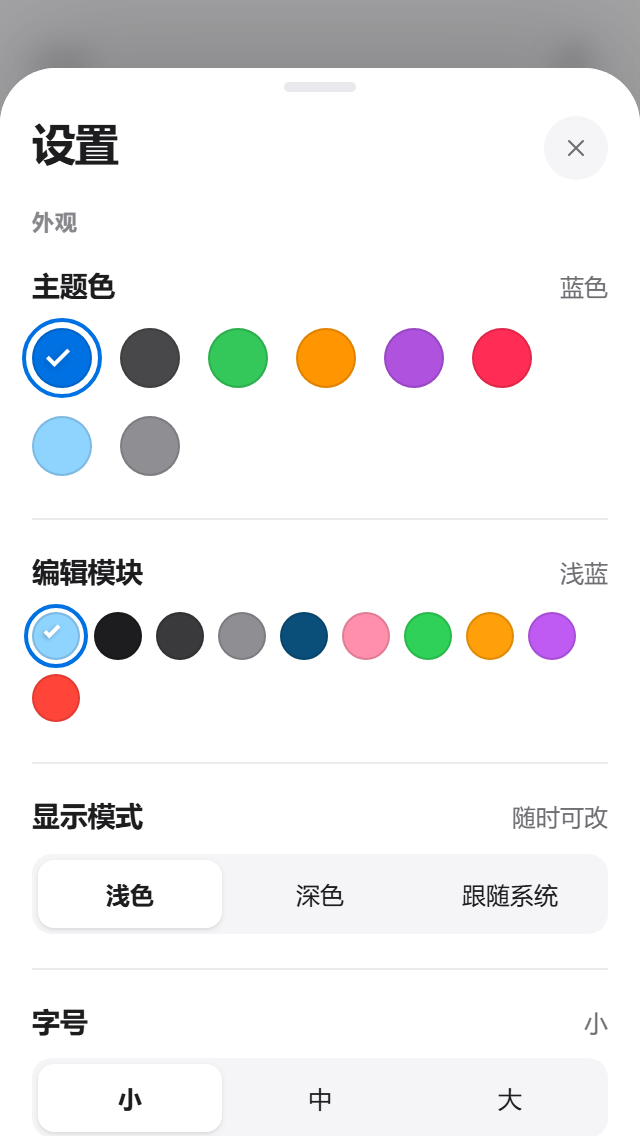 设置
外观
主题色 蓝色
编辑模块 浅蓝
显示模式 随时可改
浅色 深色 跟随系统
字号 小
小 中 大